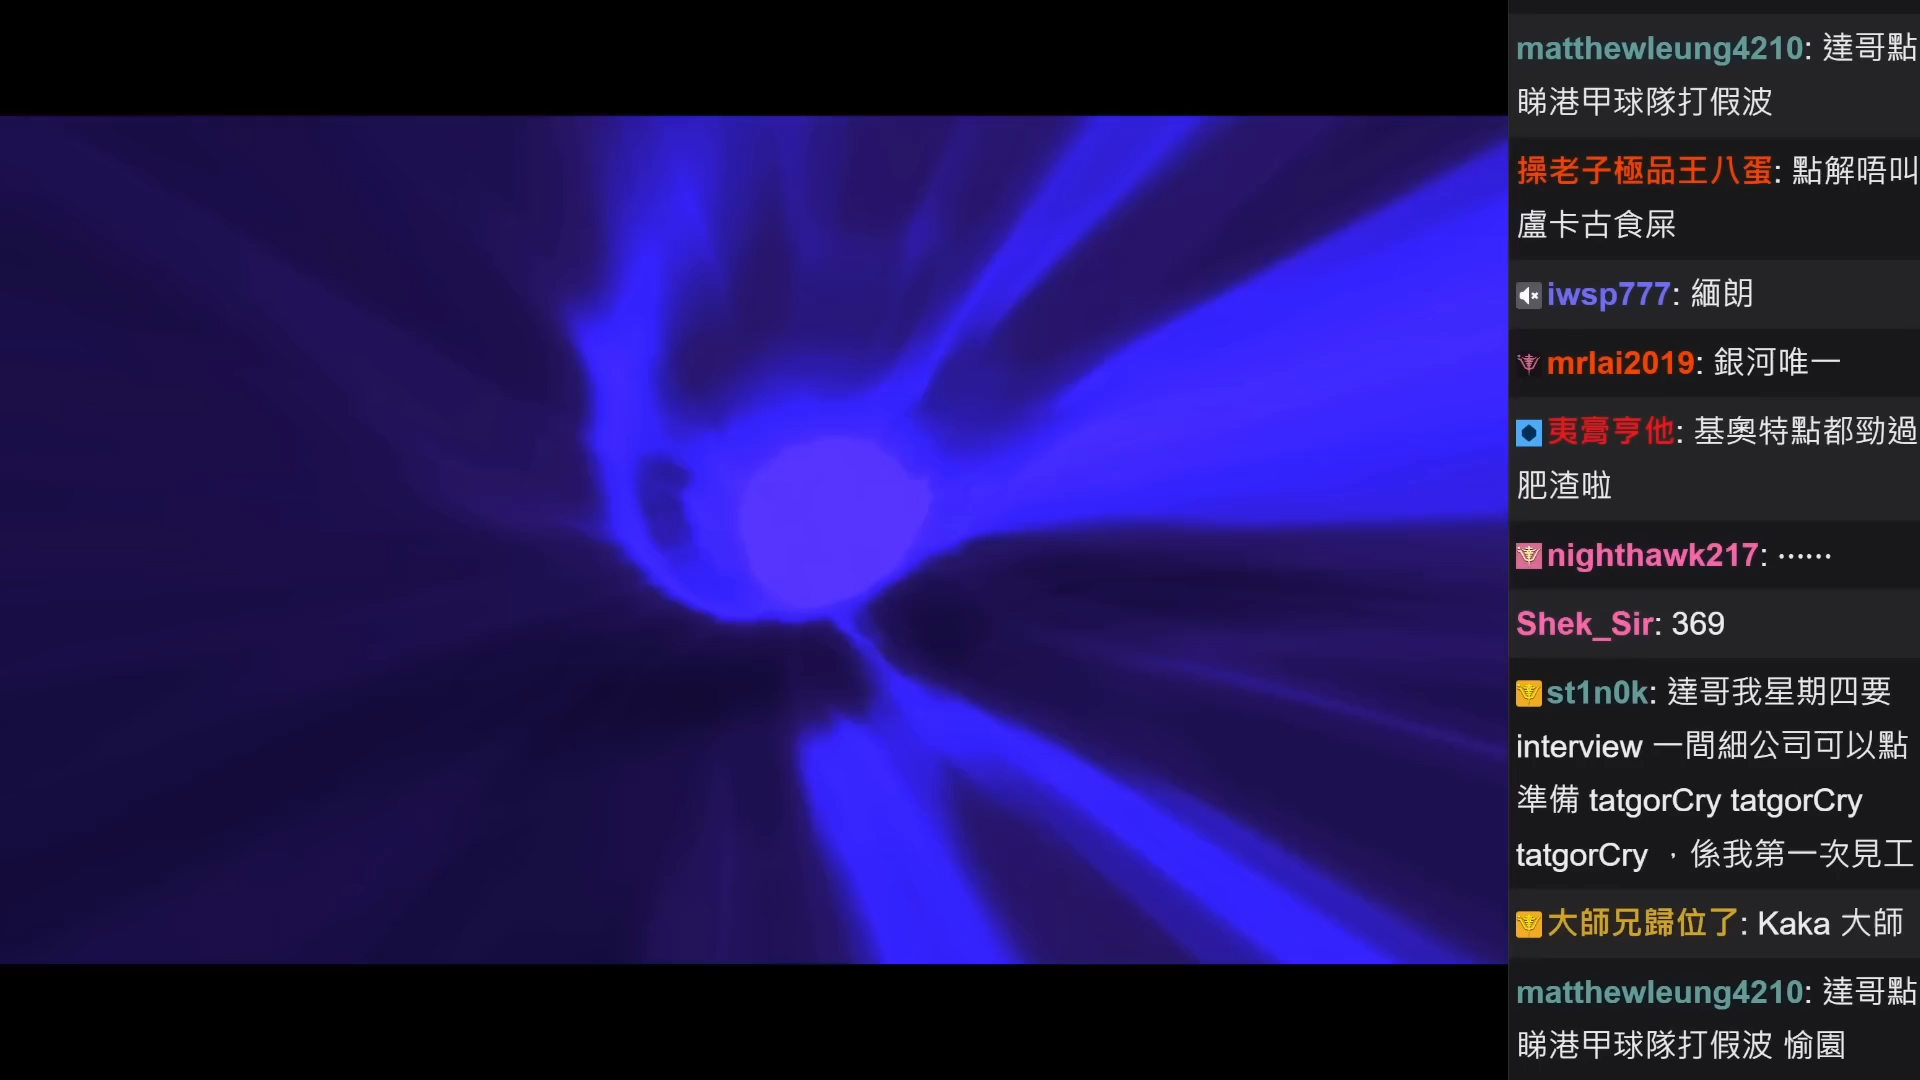 matthewleung4210: 達哥點
睇港甲球隊打假波
操老子極品王八蛋: 點解唔叫
盧卡古食屎
iwsp777: 緬朗
mrlai2019: 銀河唯一
夷膏亨他: 基奧特點都勁過
肥渣啦
nighthawk217: ⋯⋯
Shek_Sir: 369
st1n0k: 達哥我星期四要
interview 一間細公司可以點
準備 tatgorCry tatgorCry
tatgorCry ，係我第一次見工
大師兄歸位了: Kaka 大師
matthewleung4210: 達哥點
睇港甲球隊打假波 愉園